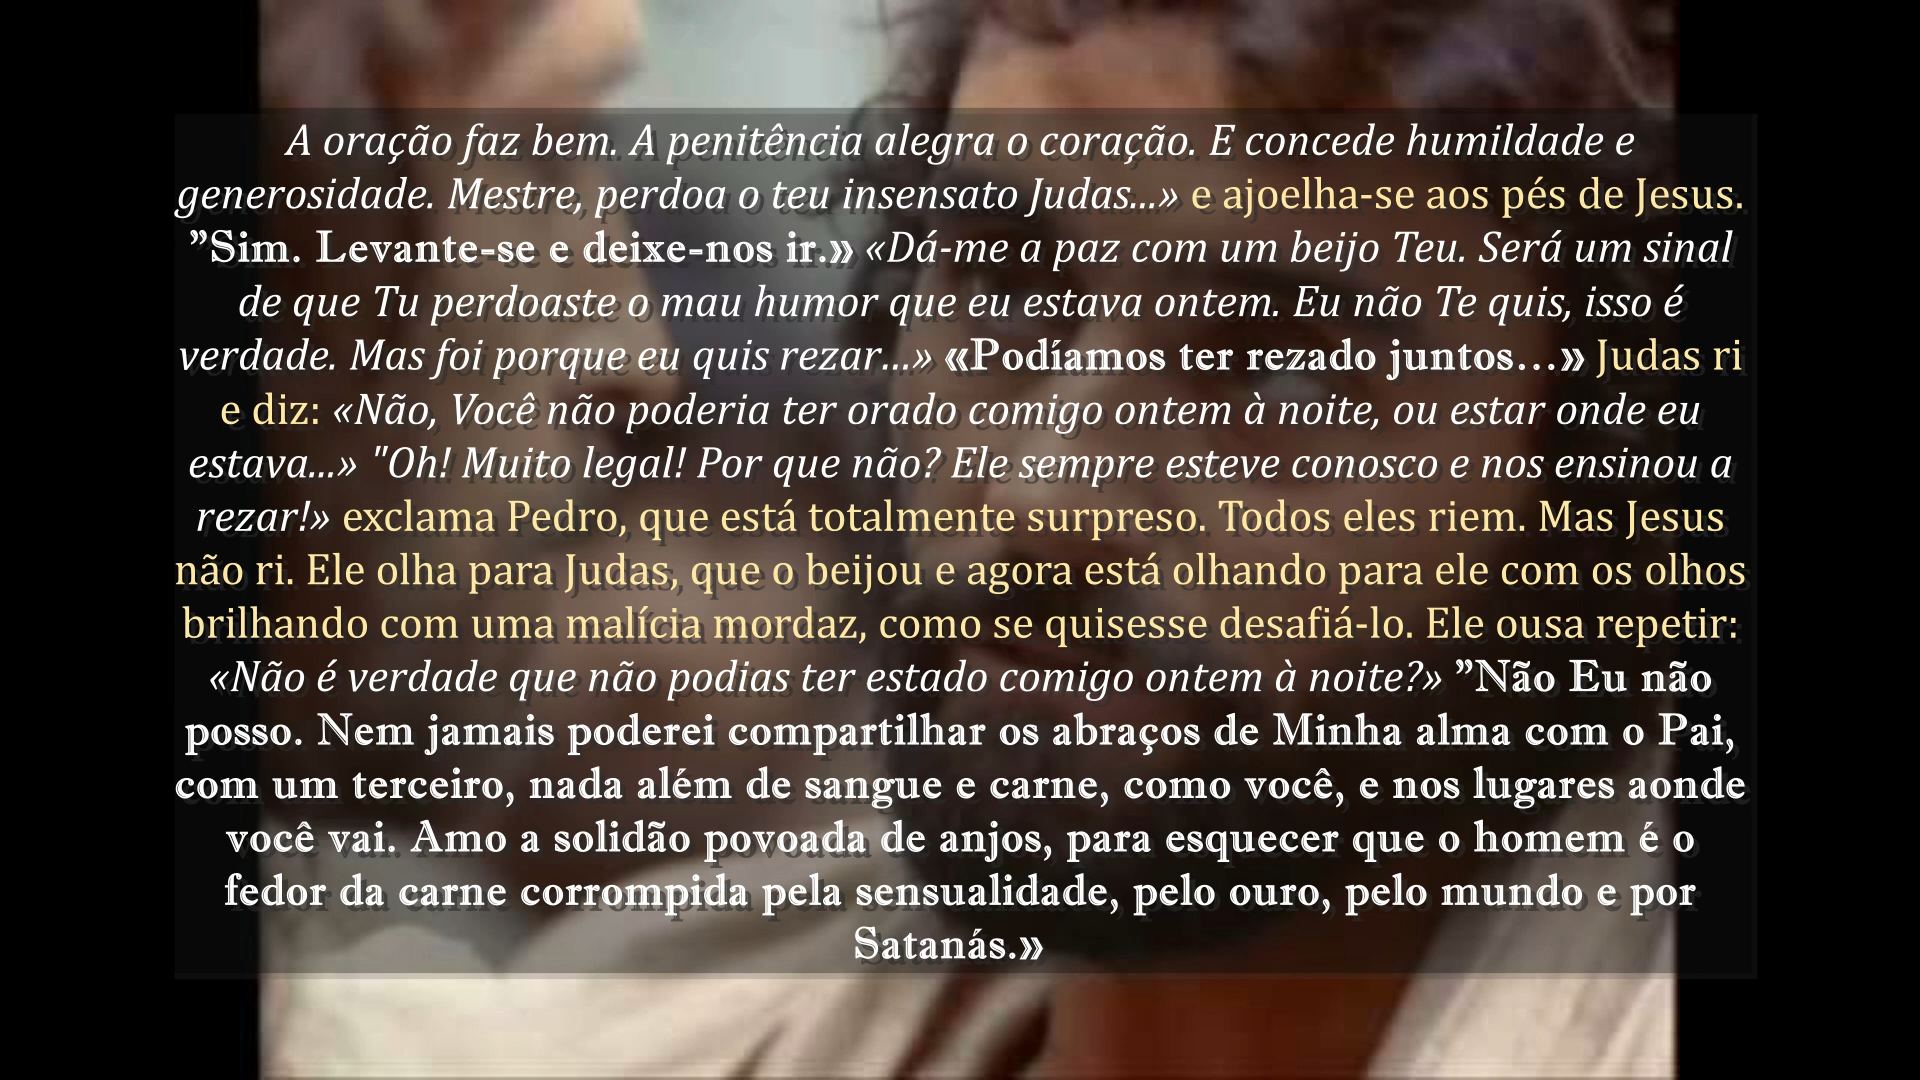 A oração faz bem. A penitência alegra o coração. E concede humildade e
generosidade. Mestre, perdoa o teu insensato Judas...» e ajoelha-se aos pés de Jesus.
”Sim. Levante-se e deixe-nos ir.» «Dá-me a paz com um beijo Teu. Será um sinal
de que Tu perdoaste o mau humor que eu estava ontem. Eu não Te quis, isso é
verdade. Mas foi porque eu quis rezar...» «Podíamos ter rezado juntos…» Judas ri
e diz: «Não, Você não poderia ter orado comigo ontem à noite, ou estar onde eu
estava...» "Oh! Muito legal! Por que não? Ele sempre esteve conosco e nos ensinou a
rezar!» exclama Pedro, que está totalmente surpreso. Todos eles riem. Mas Jesus
não ri. Ele olha para Judas, que o beijou e agora está olhando para ele com os olhos
brilhando com uma malícia mordaz, como se quisesse desafiá-lo. Ele ousa repetir:
«Não é verdade que não podias ter estado comigo ontem à noite?» ”Não Eu não
posso. Nem jamais poderei compartilhar os abraços de Minha alma com o Pai,
com um terceiro, nada além de sangue e carne, como você, e nos lugares aonde
você vai. Amo a solidão povoada de anjos, para esquecer que o homem é o
fedor da carne corrompida pela sensualidade, pelo ouro, pelo mundo e por
Satanás.»